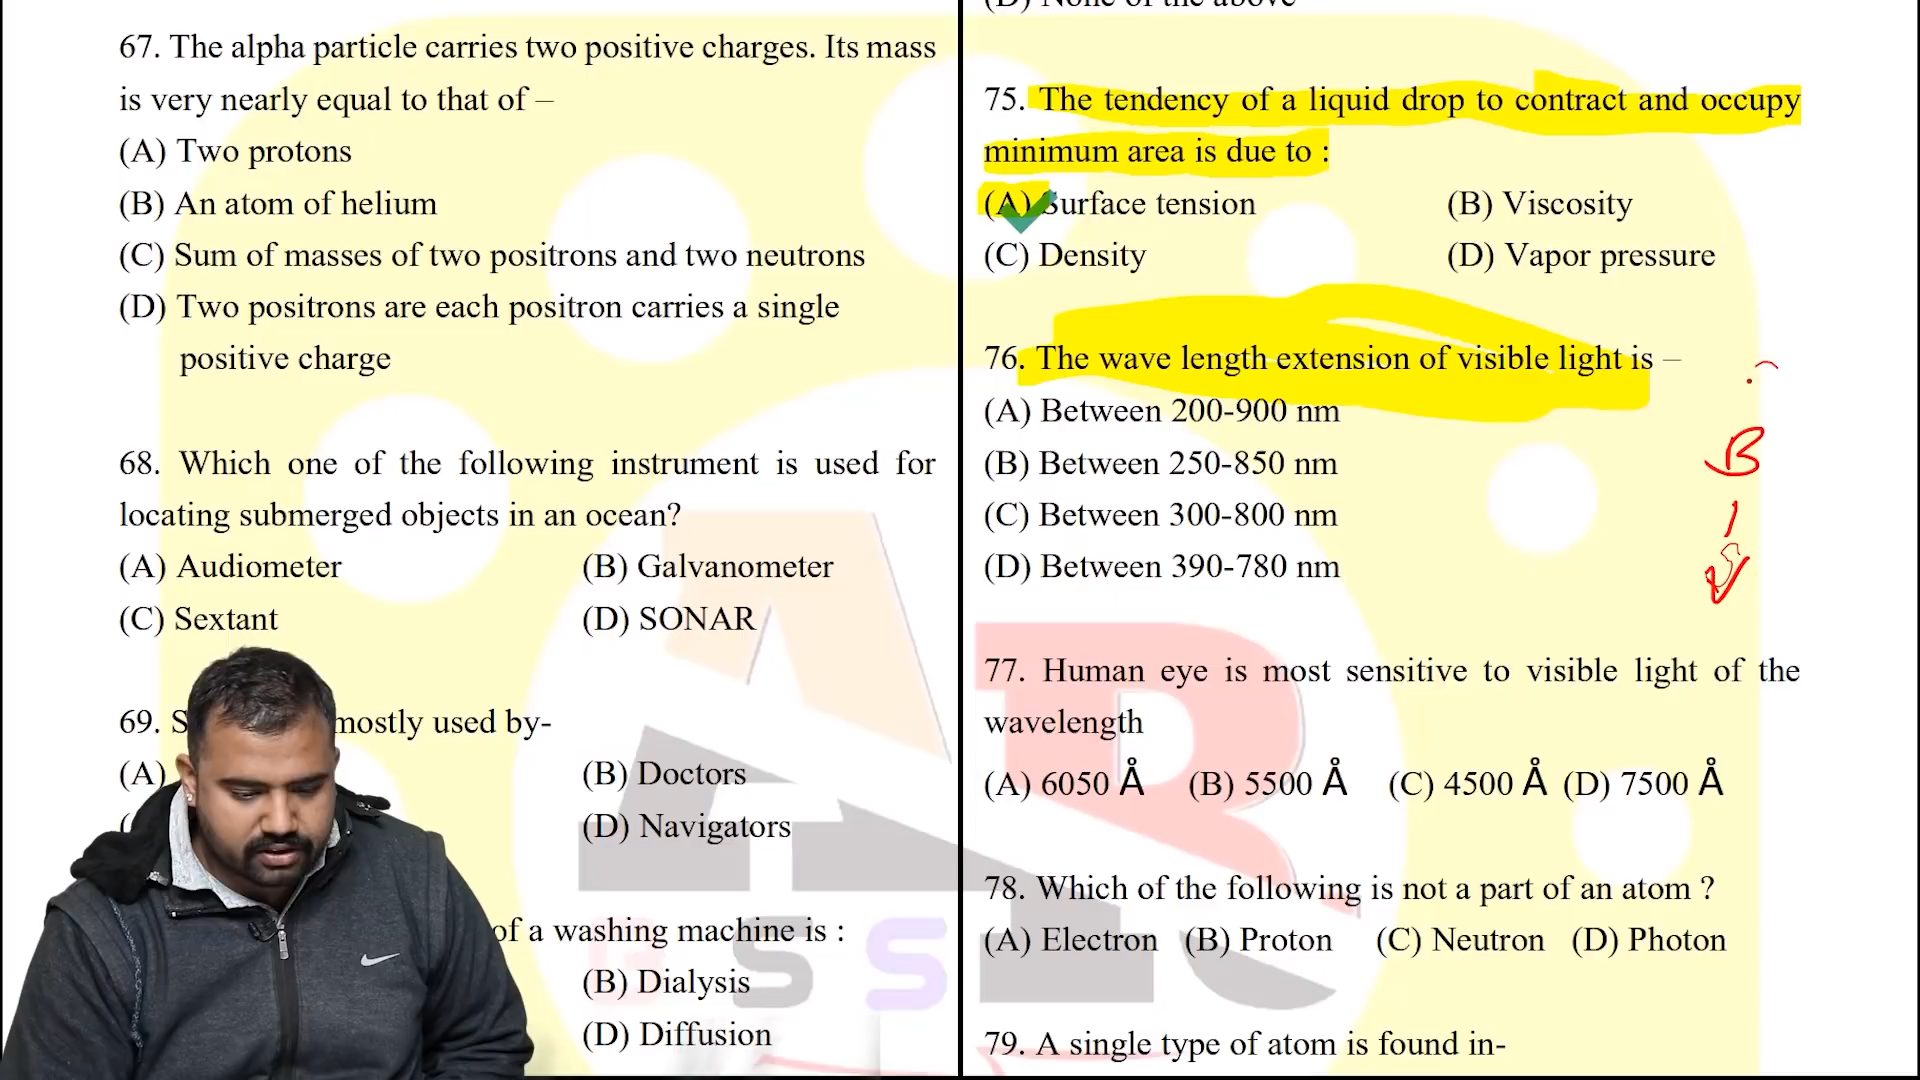 67. The alpha particle carries two positive charges. Its mass
is very nearly equal to that of –
(A) Two protons
(B) An atom of helium
(C) Sum of masses of two positrons and two neutrons
(D) Two positrons are each positron carries a single
positive charge
68. Which one of the following instrument is used for
locating submerged objects in an ocean?
(A) Audiometer (B) Galvanometer
(C) Sextant (D) SONAR
69. S mostly used by-
(A) (B) Doctors
(D) Navigators
of a washing machine is :
(B) Dialysis
(D) Diffusion
(D) None of the above
75. The tendency of a liquid drop to contract and occupy
minimum area is due to :
(A) Surface tension (B) Viscosity
(C) Density (D) Vapor pressure
76. The wave length extension of visible light is –
(A) Between 200-900 nm
(B) Between 250-850 nm
(C) Between 300-800 nm
(D) Between 390-780 nm
B
77. Human eye is most sensitive to visible light of the
wavelength
(A) 6050 Å (B) 5500 Å (C) 4500 Å (D) 7500 Å
78. Which of the following is not a part of an atom ?
(A) Electron (B) Proton (C) Neutron (D) Photon
79. A single type of atom is found in-